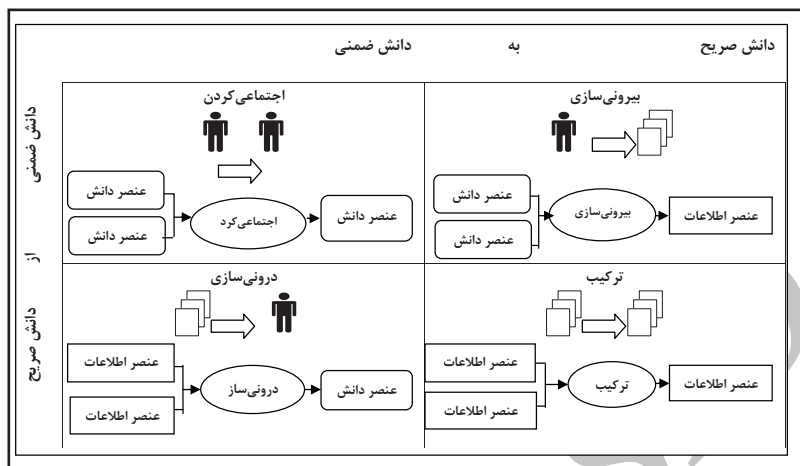 دانش صریح به دانش ضمنی
دانش ضمنی
از
دانش صریح
بیرونی‌سازی
عنصر دانش
عنصر دانش
بیرونی‌سازی
عنصر اطلاعات
اجتماعی‌کردن
عنصر دانش
عنصر دانش
اجتماعی‌کرد
عنصر دانش
ترکیب
عنصر اطلاعات
عنصر اطلاعات
ترکیب
عنصر اطلاعات
درونی‌سازی
عنصر اطلاعات
عنصر اطلاعات
درونی‌ساز
عنصر دانش